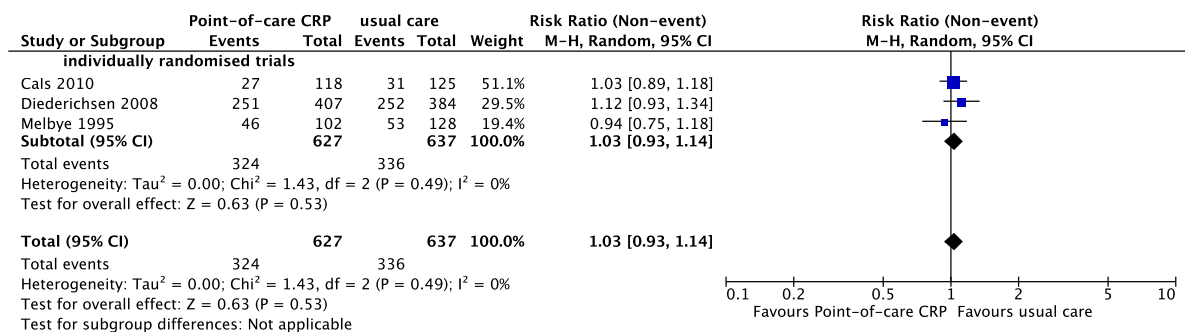 Point-of-care CRP usual care Risk Ratio (Non-event) Risk Ratio (Non-event)
Study or Subgroup Events Total Events Total Weight M-H, Random, 95% CI M-H, Random, 95% CI
individually randomised trials
Cals 2010 27 118 31 125 51.1% 1.03 [0.89, 1.18]
Diederichsen 2008 251 407 252 384 29.5% 1.12 [0.93, 1.34]
Melbye 1995 46 102 53 128 19.4% 0.94 [0.75, 1.18]
Subtotal (95% CI) 627 637 100.0% 1.03 [0.93, 1.14]
Total events 324 336
Heterogeneity: Tau² = 0.00; Chi² = 1.43, df = 2 (P = 0.49); I² = 0%
Test for overall effect: Z = 0.63 (P = 0.53)
Total (95% CI) 627 637 100.0% 1.03 [0.93, 1.14]
Total events 324 336
Heterogeneity: Tau² = 0.00; Chi² = 1.43, df = 2 (P = 0.49); I² = 0%
Test for overall effect: Z = 0.63 (P = 0.53)
Test for subgroup differences: Not applicable
0.1 0.2 0.5 1 2 5 10
Favours Point-of-care CRP Favours usual care